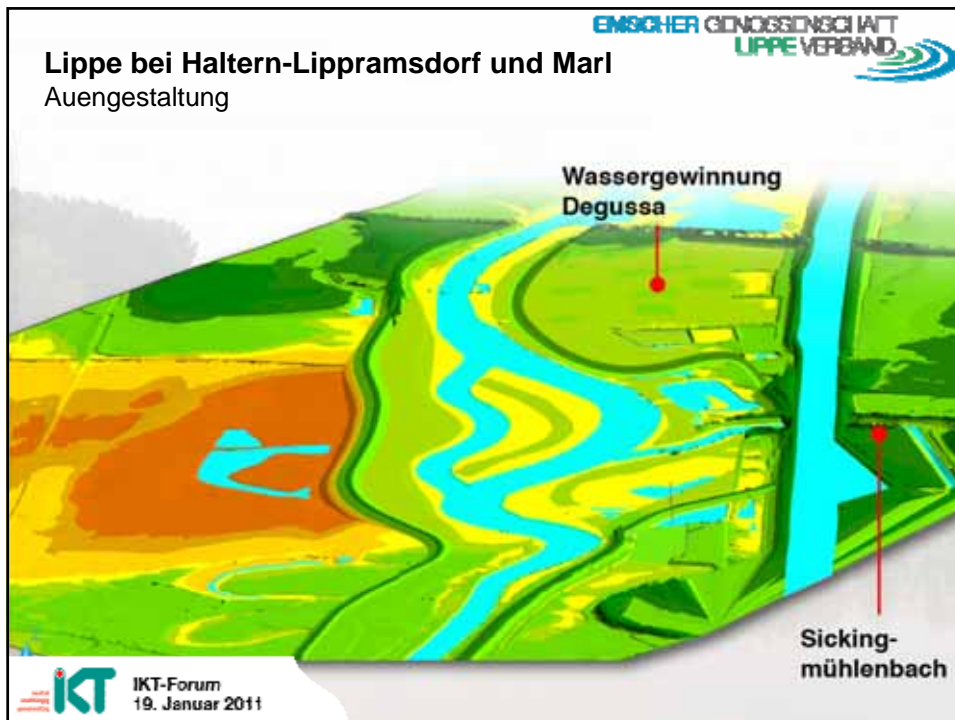 EMSCHER GENOSSENSCHAFT
LIPPE VERBAND
Lippe bei Haltern-Lippramsdorf und Marl
Auengestaltung
Wassergewinnung
Degussa
Sicking-
mühlenbach
IKT
IKT-Forum
19. Januar 2011